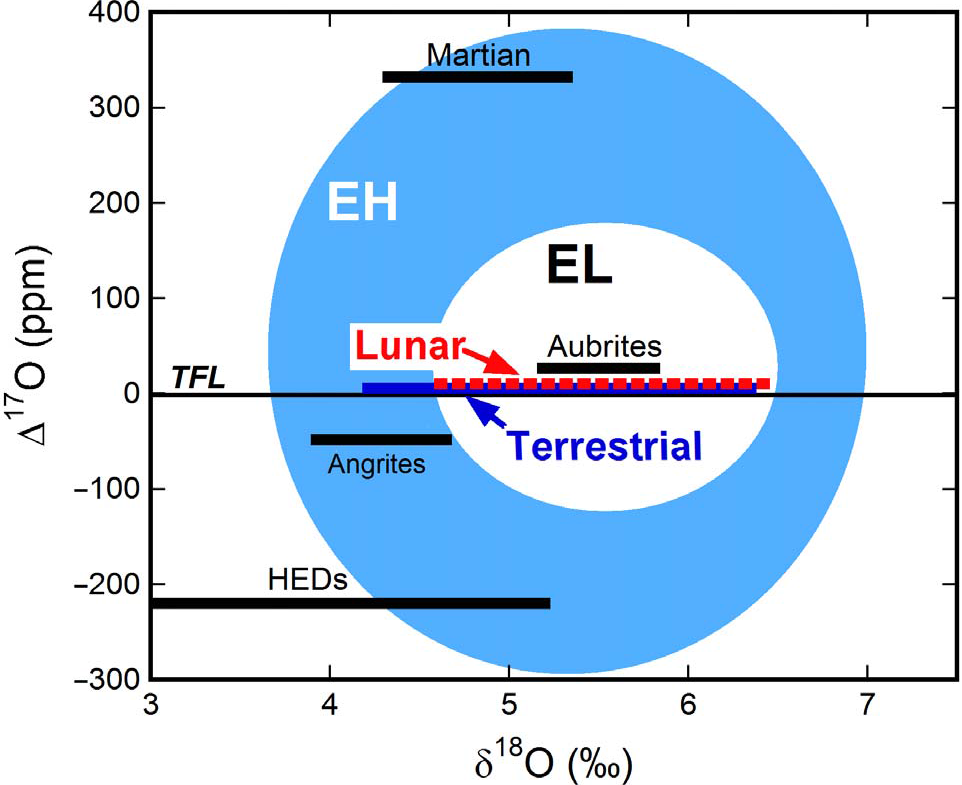 400
300
200
100
0
−100
−200
−300
Δ¹⁷O (ppm)
Martian
EH
EL
Lunar
Aubrites
TFL
Terrestrial
Angrites
HEDs
3 4 5 6 7
δ¹⁸O (‰)